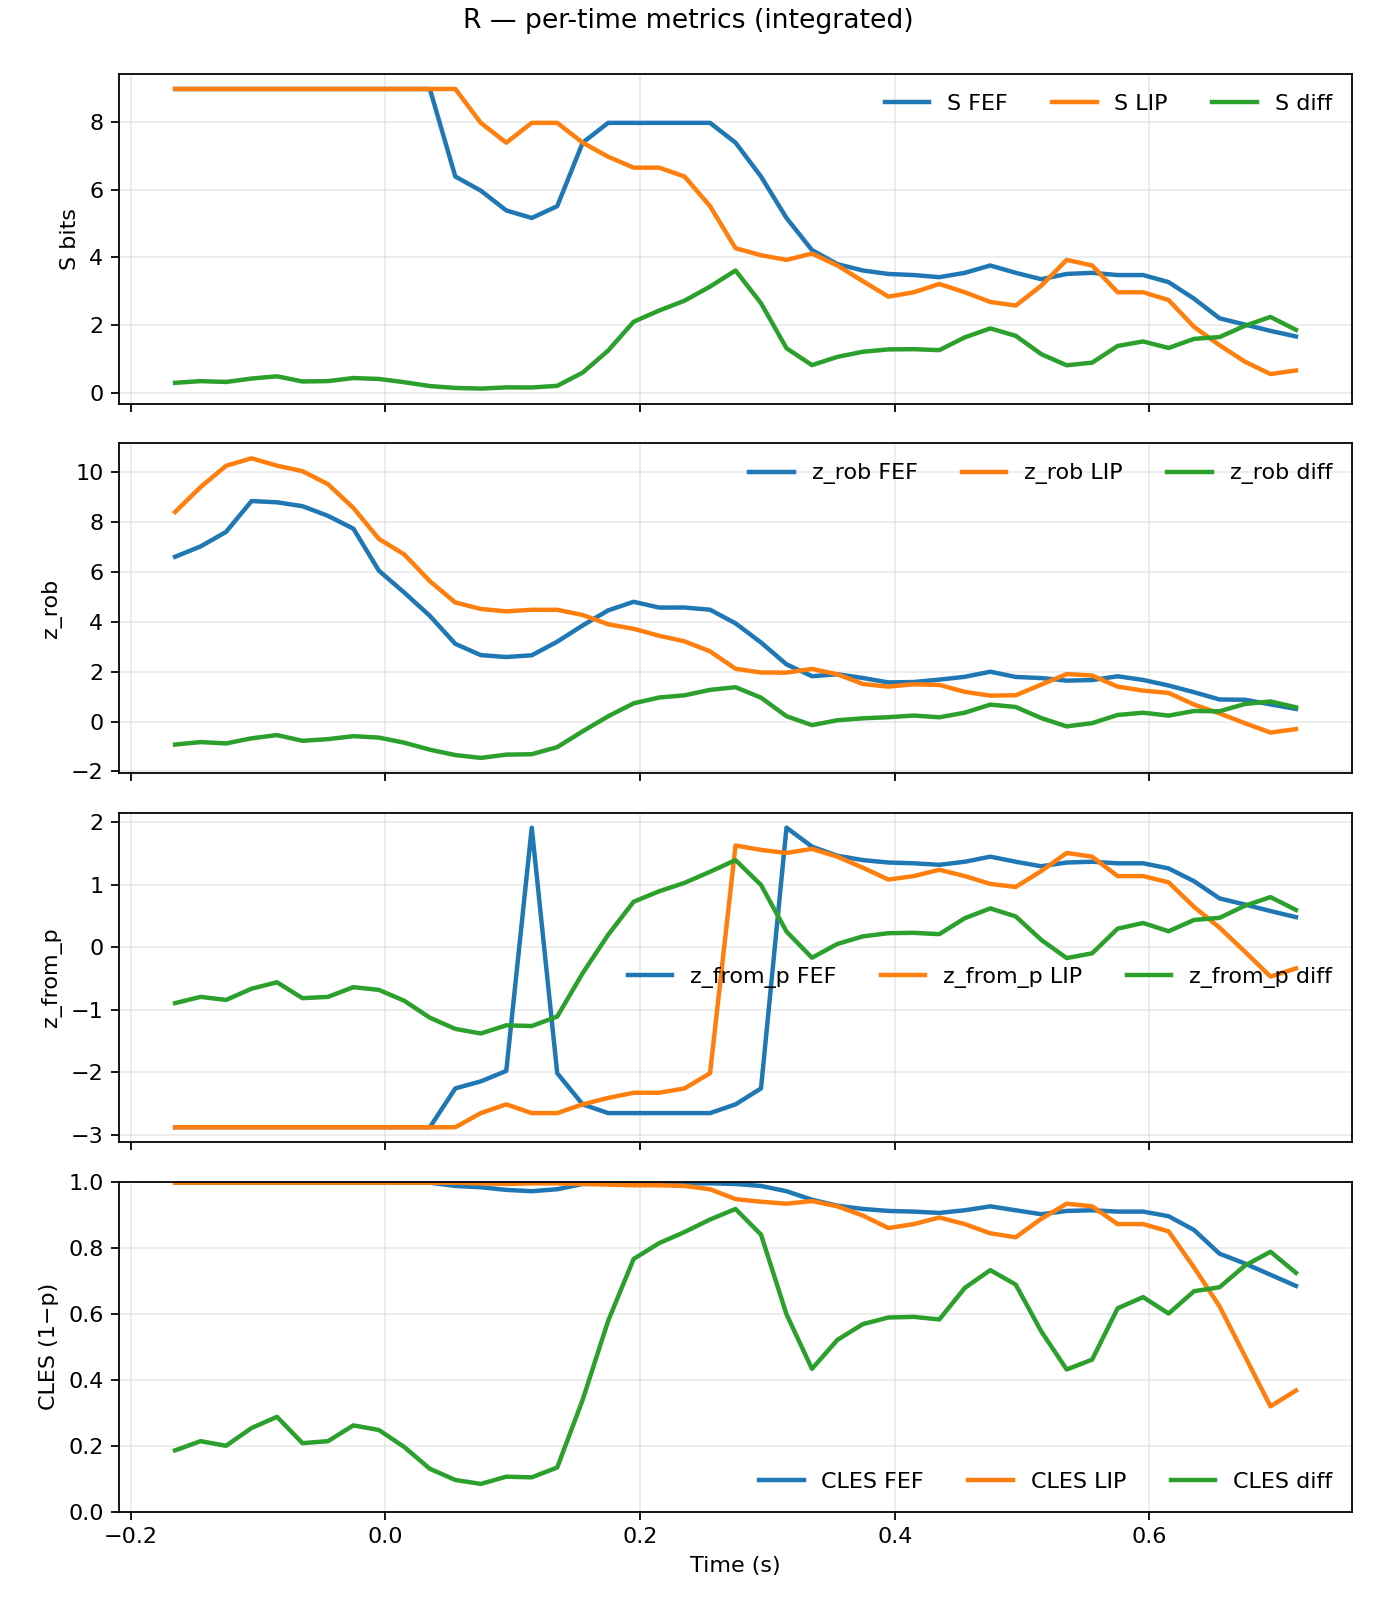 R — per-time metrics (integrated)
S FEF S LIP S diff
8
6
4
2
0
S bits
z_rob FEF z_rob LIP z_rob diff
10
8
6
4
2
0
−2
z_rob
2
1
0
−1
−2
−3
z_from_p
z_from_p FEF z_from_p LIP z_from_p diff
1.0
0.8
0.6
0.4
0.2
0.0
CLES (1−p)
CLES FEF CLES LIP CLES diff
−0.2 0.0 0.2 0.4 0.6
Time (s)